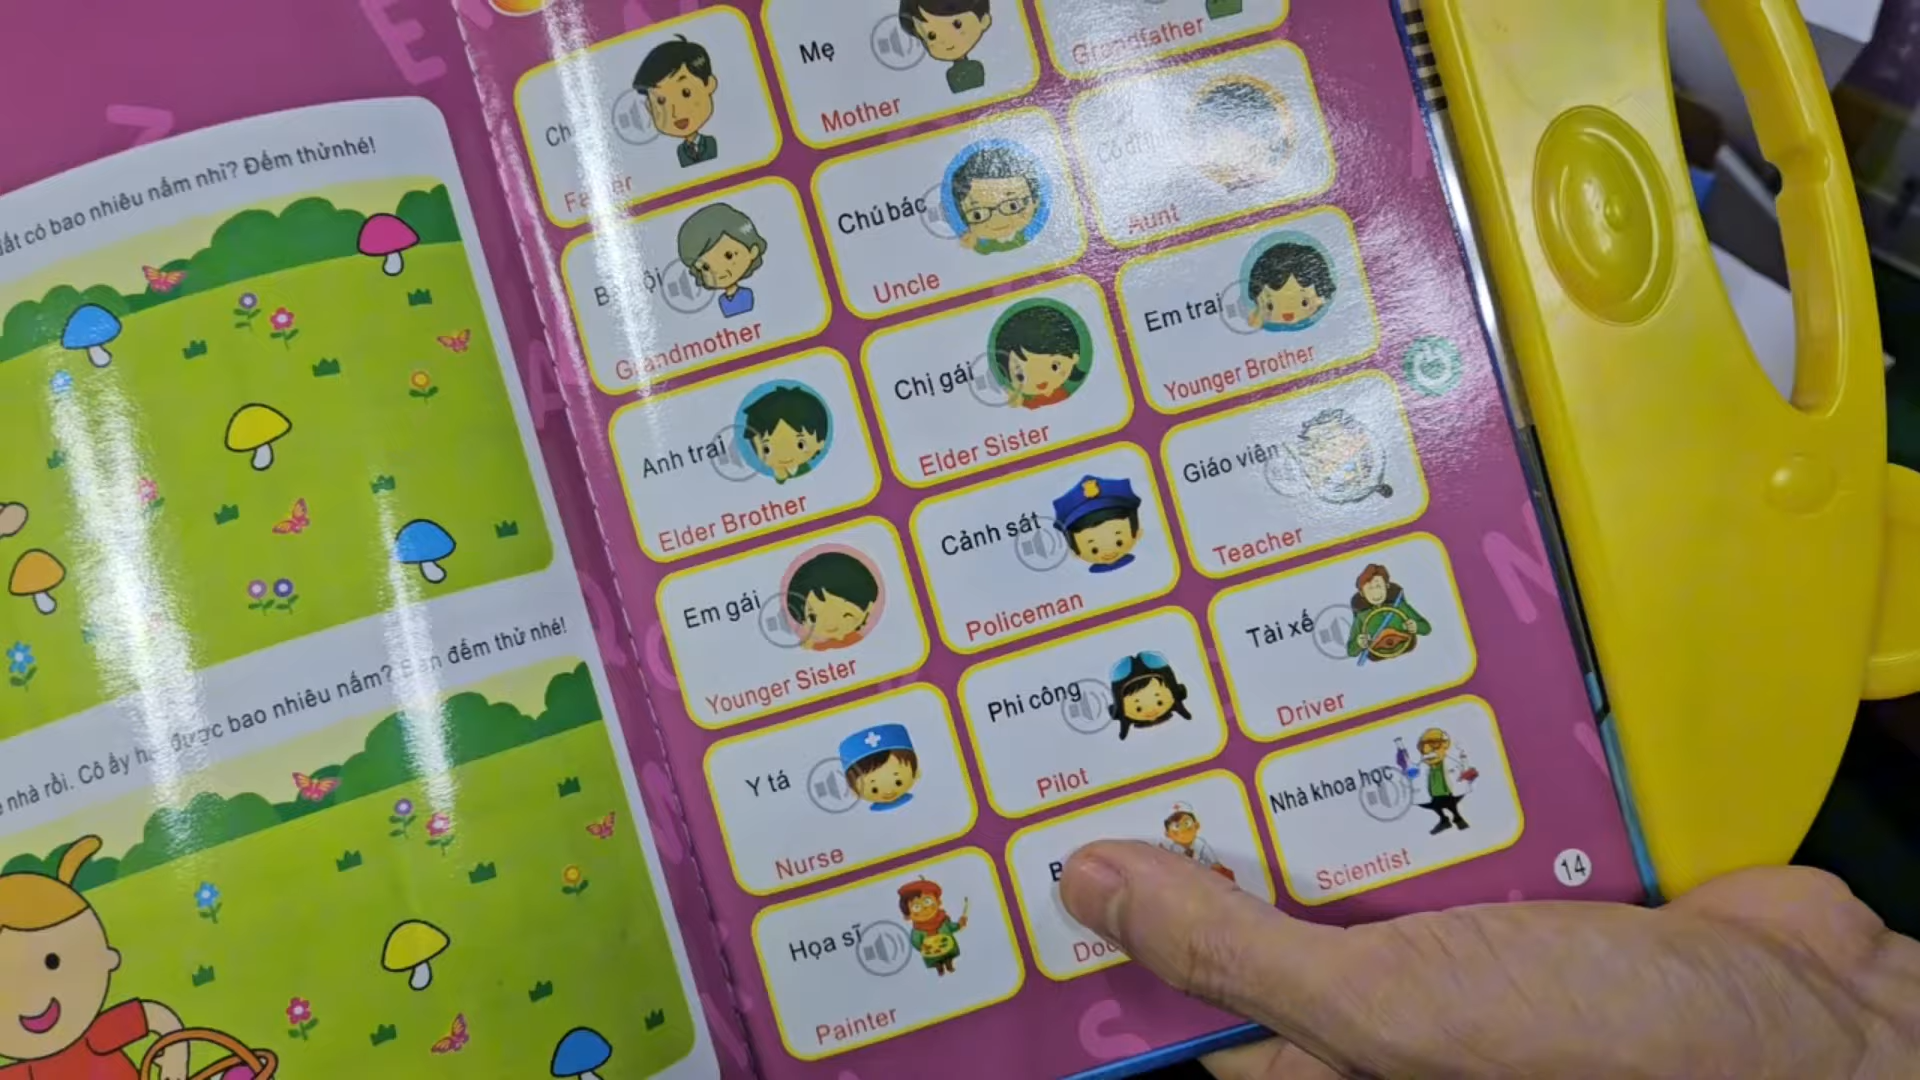 đất có bao nhiêu nấm nhỉ? Đếm thửnhé!
nhà rồi. Cô ấy được bao nhiêu nấm? đếm thử nhé!
Mẹ
Mother
Grandfather
Father
Chú bác
Uncle
Aunt
Grandmother
Chị gái
Elder Sister
Em trai
Younger Brother
Anh trai
Elder Brother
Cảnh sát
Policeman
Giáo viên
Teacher
Em gái
Younger Sister
Phi công
Pilot
Tài xế
Driver
Y tá
Nurse
Nhà khoa học
Scientist
Họa sĩ
Painter
14